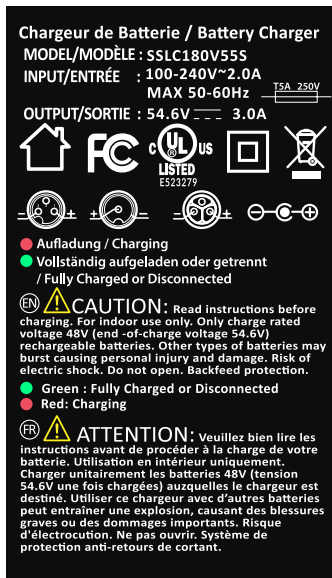 Chargeur de Batterie / Battery Charger
MODEL/MODÈLE : SSLC180V55S
INPUT/ENTRÉE : 100-240V~2.0A
MAX 50-60Hz
T5A 250V
OUTPUT/SORTIE : 54.6V 3.0A
FC
C UL US
LISTED
E523279
Aufladung / Charging
Vollständig aufgeladen oder getrennt
/ Fully Charged or Disconnected
EN CAUTION: Read instructions before
charging. For indoor use only. Only charge rated
voltage 48V (end-of-charge voltage 54.6V)
rechargeable batteries. Other types of batteries may
burst causing personal injury and damage. Risk of
electric shock. Do not open. Backfeed protection.
Green : Fully Charged or Disconnected
Red: Charging
FR ATTENTION: Veuillez bien lire les
instructions avant de procéder à la charge de votre
batterie. Utilisation en intérieur uniquement.
Charger unitairement les batteries 48V (tension
54.6V une fois chargées) auzquelles le chargeur est
destiné. Utiliser ce chargeur avec d'autres batteries
peut entraîner une explosion, causant des blessures
graves ou des dommages importants. Risque
d'électrocution. Ne pas ouvrir. Système de
protection anti-retours de cortant.